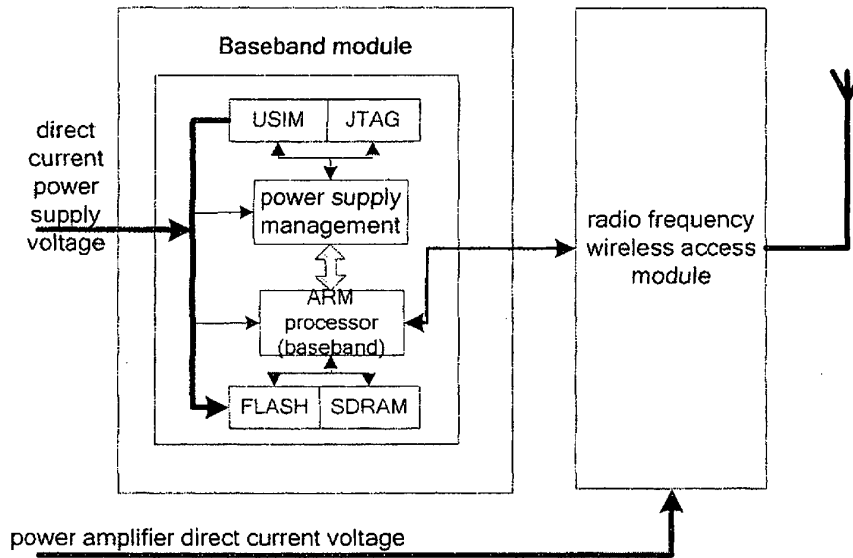 Baseband module
USIM
JTAG
direct
current
power
supply
voltage
power supply
management
ARM
processor
(baseband)
FLASH
SDRAM
radio frequency
wireless access
module
power amplifier direct current voltage